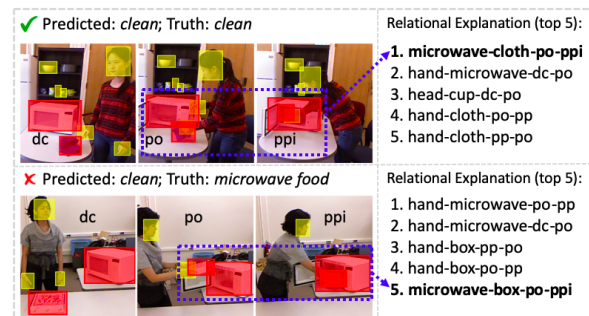 ✓ Predicted: clean; Truth: clean
dc
po
ppi
Relational Explanation (top 5):
1. microwave-cloth-po-ppi
2. hand-microwave-dc-po
3. head-cup-dc-po
4. hand-cloth-po-pp
5. hand-cloth-pp-po
✘ Predicted: clean; Truth: microwave food
dc
po
ppi
Relational Explanation (top 5):
1. hand-microwave-po-pp
2. hand-microwave-dc-po
3. hand-box-pp-po
4. hand-box-po-pp
5. microwave-box-po-ppi